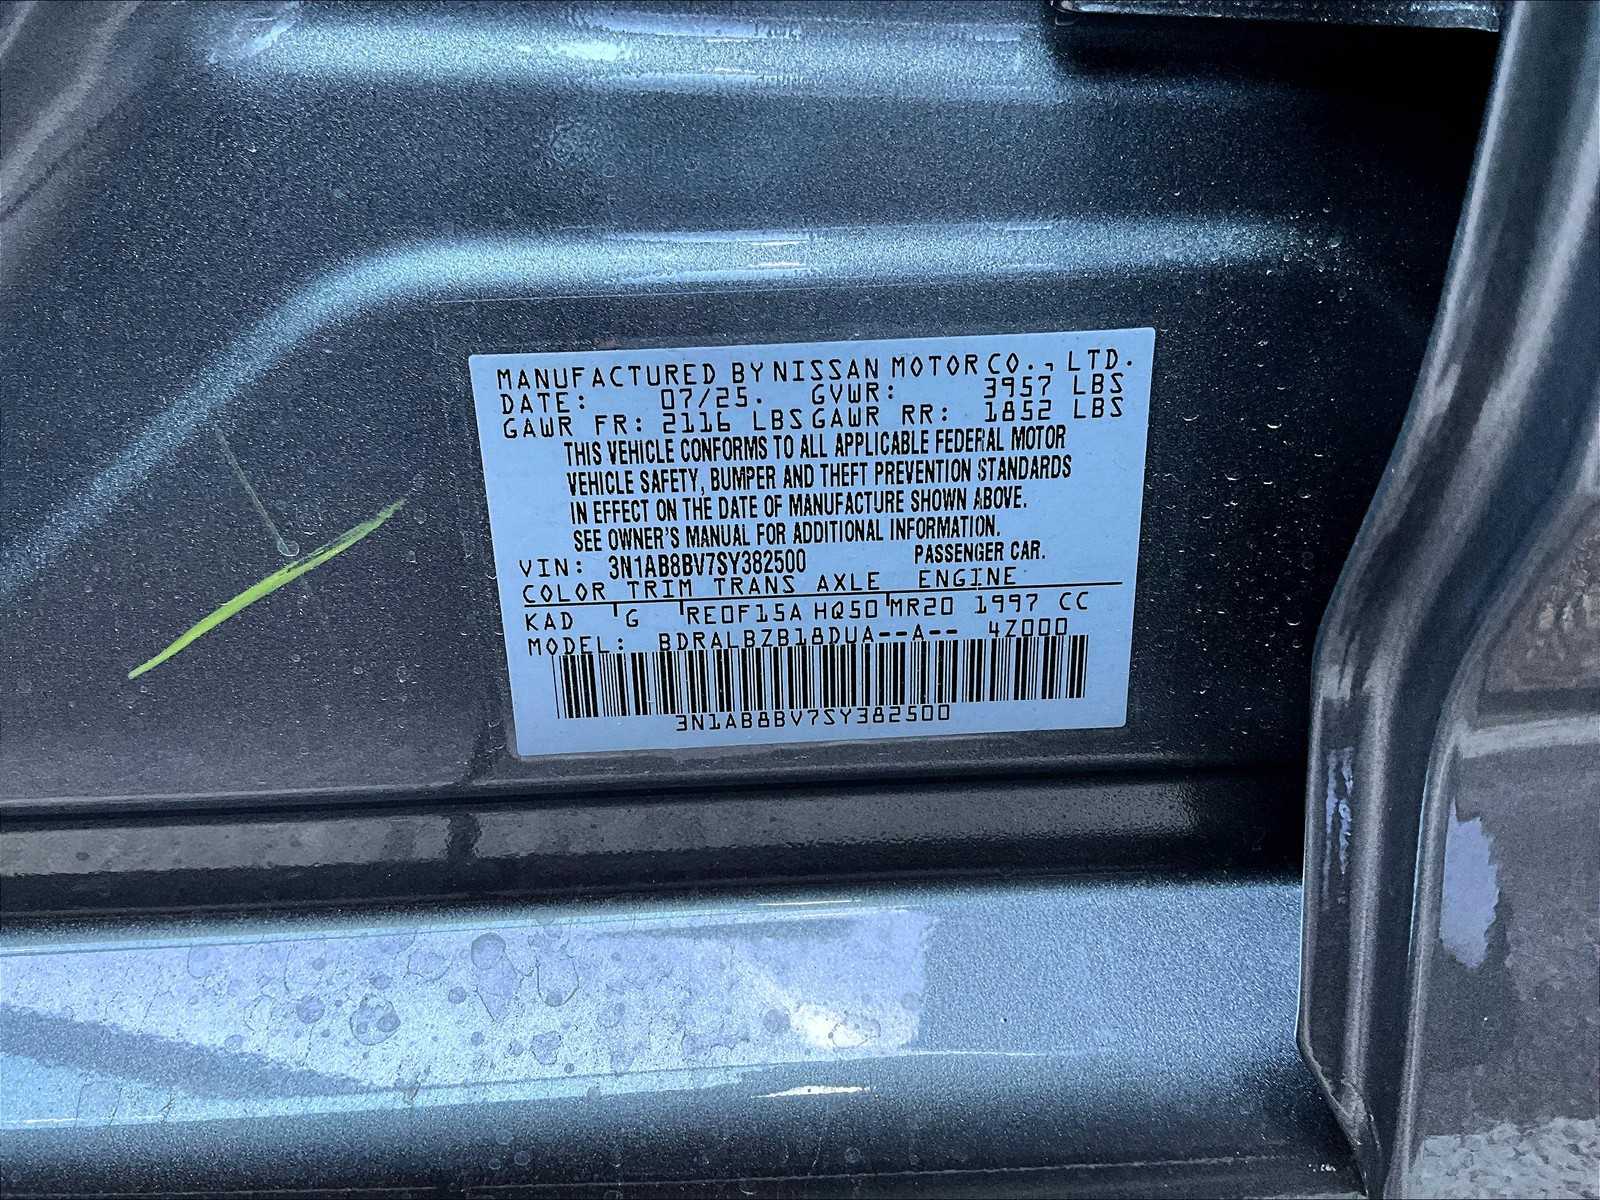 MANUFACTURED BY NISSAN MOTOR CO., LTD.
DATE: 07/25. GVWR: 3957 LBS
GAWR FR: 2116 LBS GAWR RR: 1852 LBS
THIS VEHICLE CONFORMS TO ALL APPLICABLE FEDERAL MOTOR
VEHICLE SAFETY, BUMPER AND THEFT PREVENTION STANDARDS
IN EFFECT ON THE DATE OF MANUFACTURE SHOWN ABOVE.
SEE OWNER'S MANUAL FOR ADDITIONAL INFORMATION.
VIN: 3N1AB8BV7SY382500 PASSENGER CAR.
COLOR TRIM TRANS AXLE ENGINE
KAD G RE0F15A HQ50 MR20 1997 CC
MODEL: BDRALBZB18DUA--A-- 4Z000
3N1AB8BV7SY382500